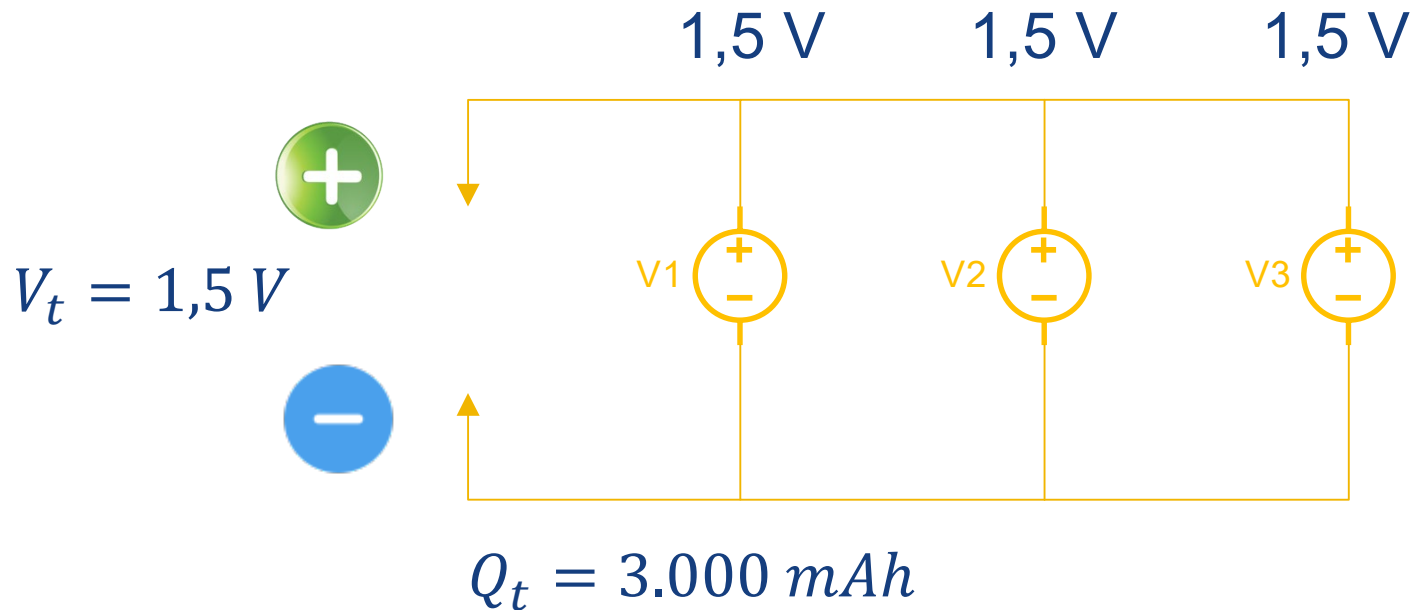 1,5 V 1,5 V 1,5 V
V1 V2 V3
V_t = 1,5 V
Q_t = 3.000 mAh